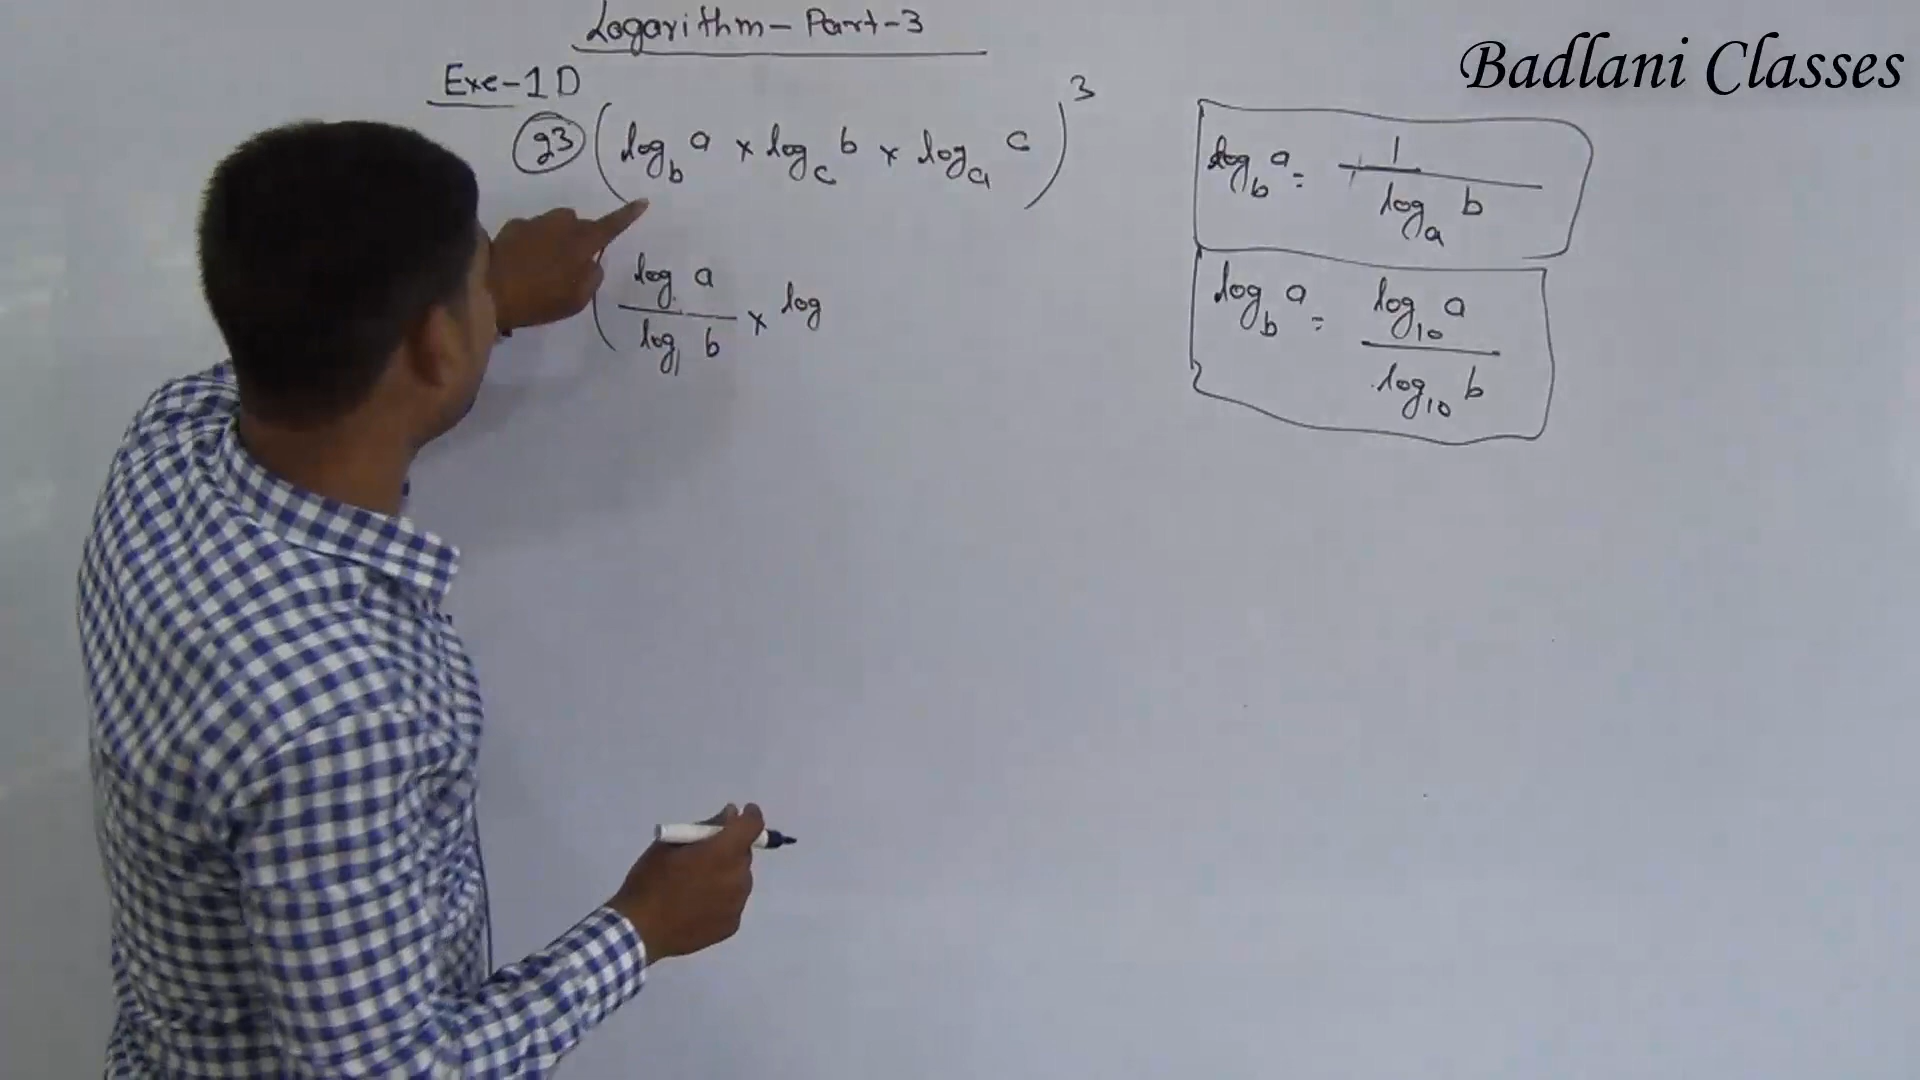 Logarithm - Part-3
Badlani Classes
Exe-1D
23 (log_b a × log_c b × log_a c)^3
(log a / log b × log
log_b a = 1 / log_a b
log_b a = log_10 a / log_10 b